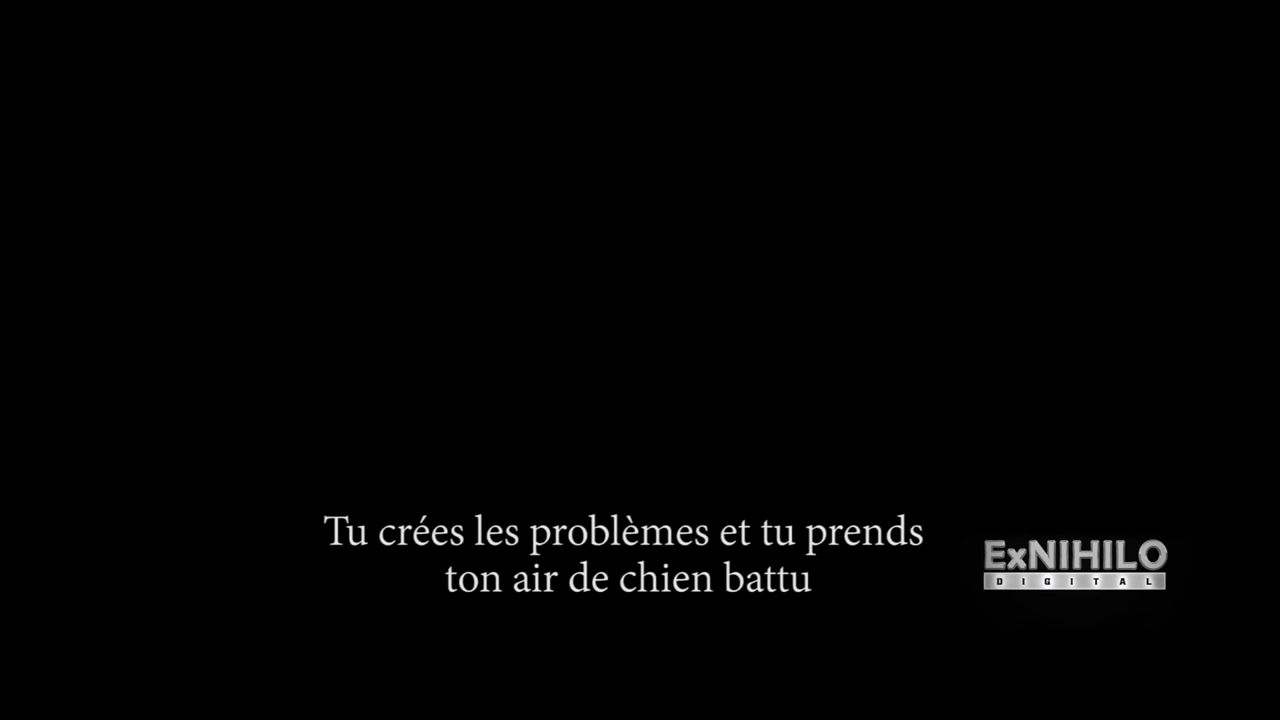 Tu crées les problèmes et tu prends
ton air de chien battu
ExNIHILO
DIGITAL